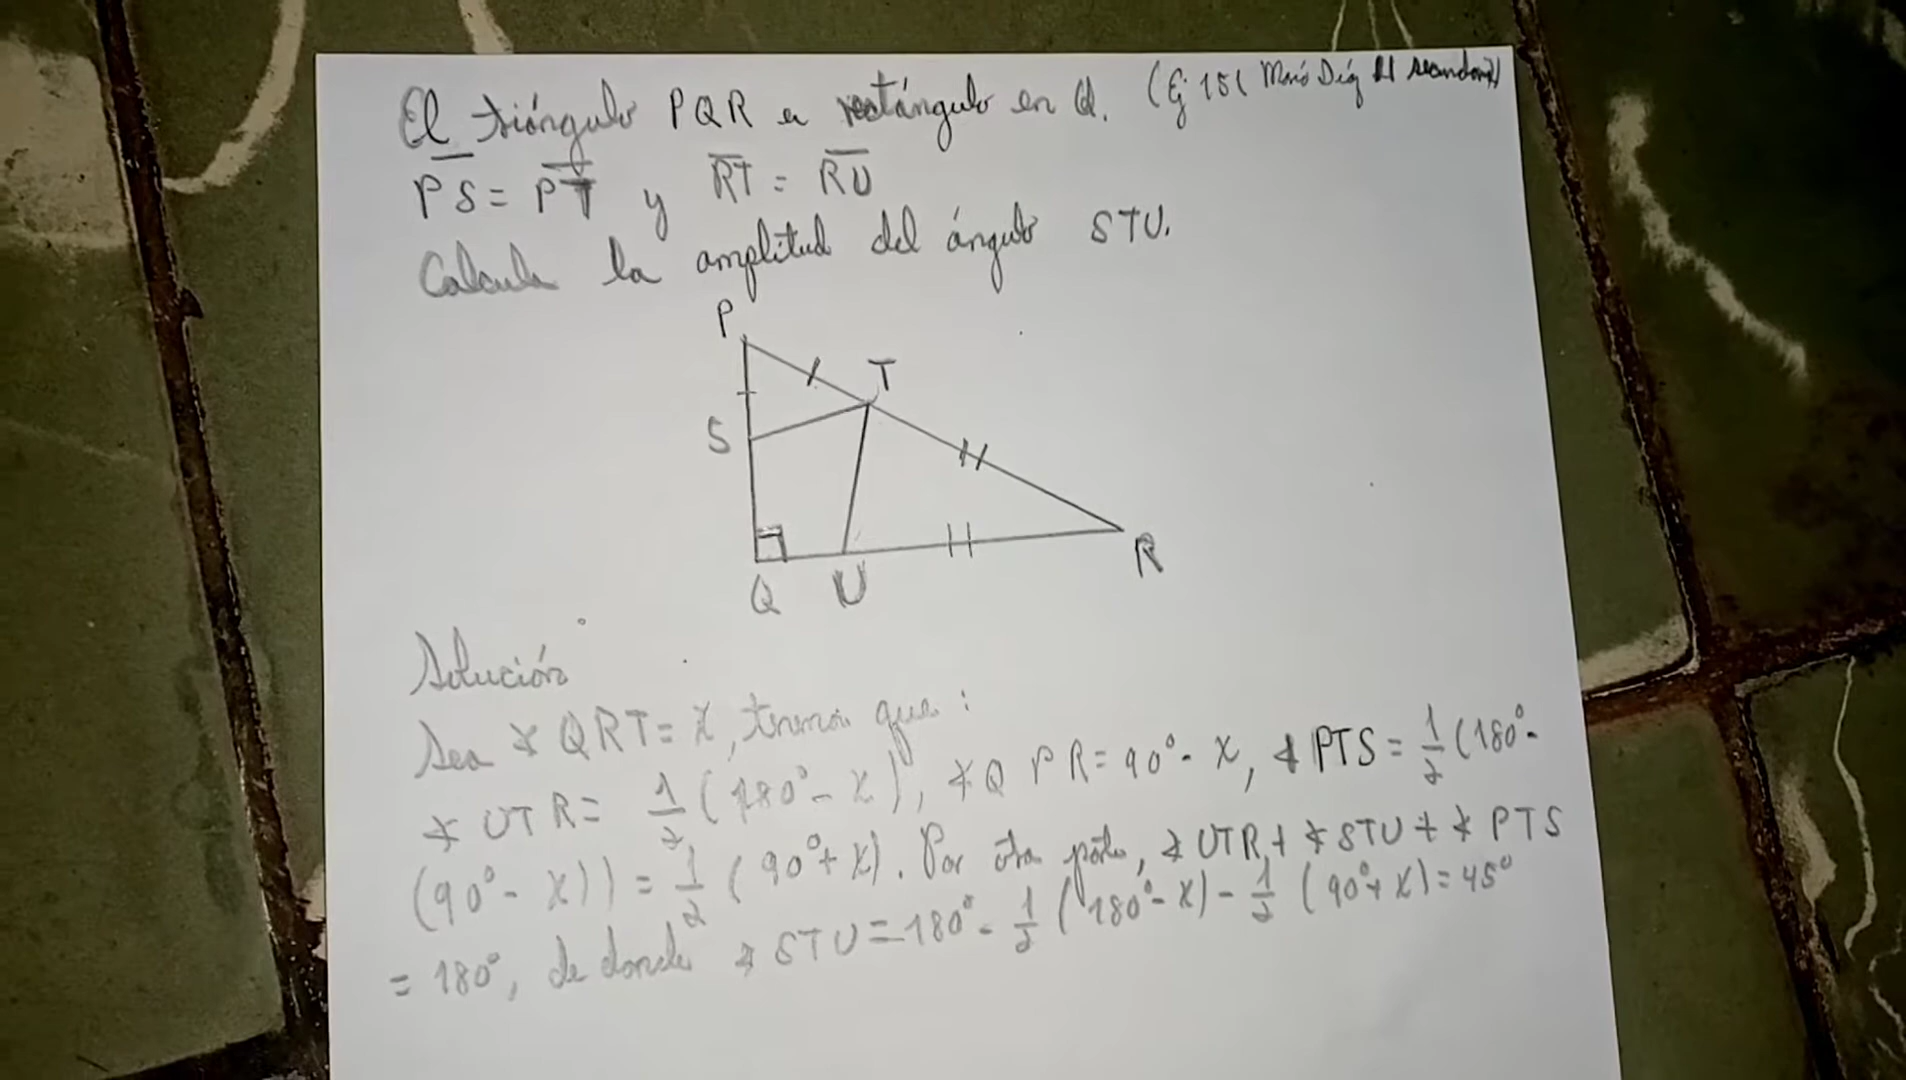 El triángulo PQR es rectángulo en Q. (Ej 151
PS = PT y RT = RU
Calcula la amplitud del ángulo STU.
P
T
S
R
Q U
Solución
Sea ∢ QRT = x, tenemos que:
∢ UTR = 1/2 (180° - x), ∢ QPR = 90° - x, ∢ PTS = 1/2 (180° -
(90° - x)) = 1/2 (90° + x). Por otra parte, ∢ UTR + ∢ STU + ∢ PTS
= 180°, de donde ∢ STU = 180° - 1/2 (180° - x) - 1/2 (90° + x) = 45°